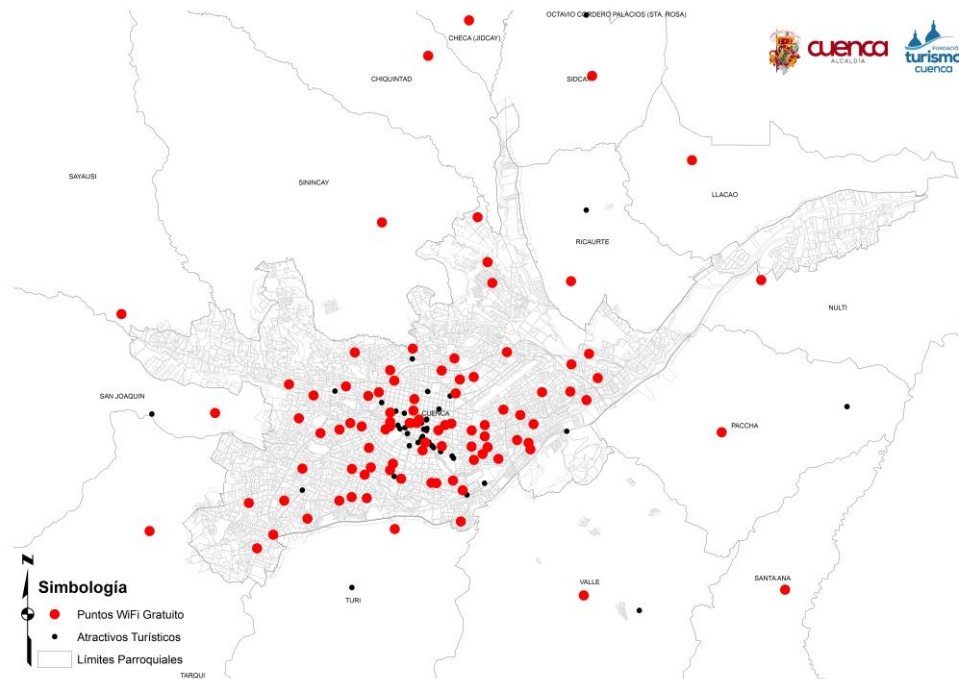 OCTAVIO CORDERO PALACIOS (STA. ROSA)
CHECA (JIDCAY)
cuenca
ALCALDÍA
FUNDACIÓN
turismo
cuenca
CHIQUINTAD
SIDCAY
SAYAUSI
SININCAY
LLACAO
RICAURTE
NULTI
SAN JOAQUIN
CUENCA
PACCHA
N
Simbología
VALLE
SANTA ANA
TURI
Puntos WiFi Gratuito
Atractivos Turísticos
Límites Parroquiales
TARQUI